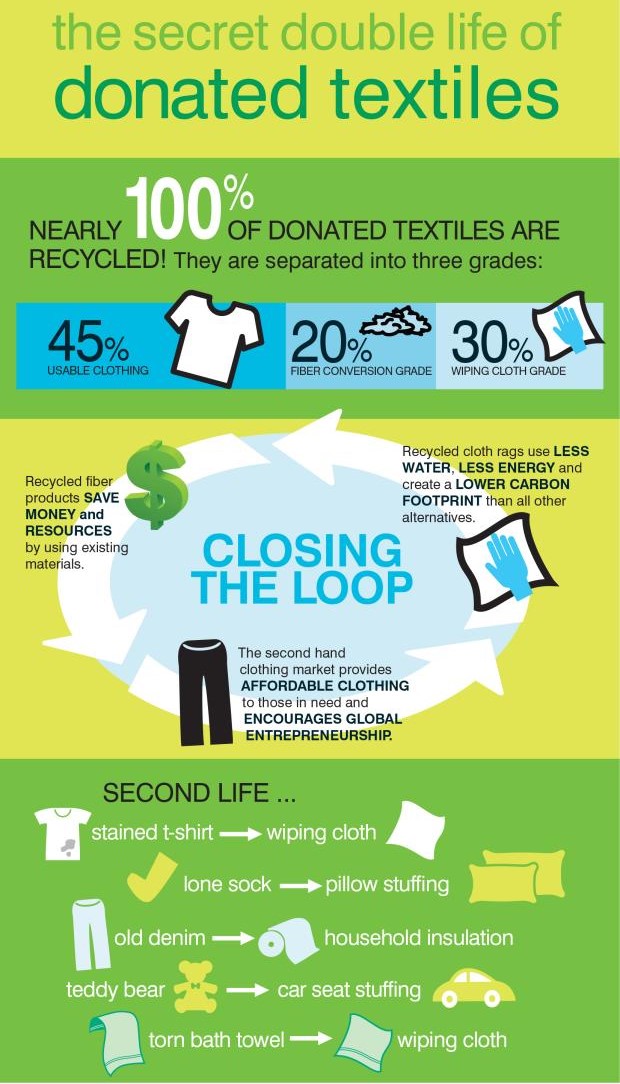 the secret double life of
donated textiles
NEARLY 100% OF DONATED TEXTILES ARE
RECYCLED! They are separated into three grades:
45%
USABLE CLOTHING
20%
FIBER CONVERSION GRADE
30%
WIPING CLOTH GRADE
Recycled fiber
products SAVE
MONEY and
RESOURCES
by using existing
materials.
Recycled cloth rags use LESS
WATER, LESS ENERGY and
create a LOWER CARBON
FOOTPRINT than all other
alternatives.
CLOSING
THE LOOP
The second hand
clothing market provides
AFFORDABLE CLOTHING
to those in need and
ENCOURAGES GLOBAL
ENTREPRENEURSHIP.
SECOND LIFE ...
stained t-shirt → wiping cloth
lone sock → pillow stuffing
old denim → household insulation
teddy bear → car seat stuffing
torn bath towel → wiping cloth